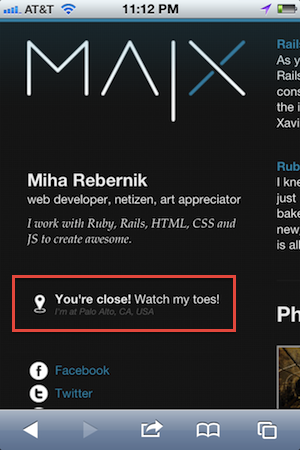 AT&T 11:12 PM
MA|X
Miha Rebernik
web developer, netizen, art appreciator
I work with Ruby, Rails, HTML, CSS and
JS to create awesome.
You're close! Watch my toes!
I'm at Palo Alto, CA, USA
Facebook
Twitter
Rail
As y
Rails
cons
the i
Xavi
Rub
I kne
just
bake
new,
is all
Ph